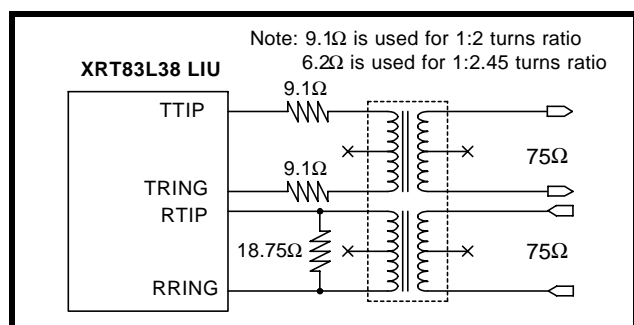 Note: 9.1Ω is used for 1:2 turns ratio
6.2Ω is used for 1:2.45 turns ratio
XRT83L38 LIU
9.1Ω
TTIP
75Ω
9.1Ω
TRING
RTIP
18.75Ω
75Ω
RRING